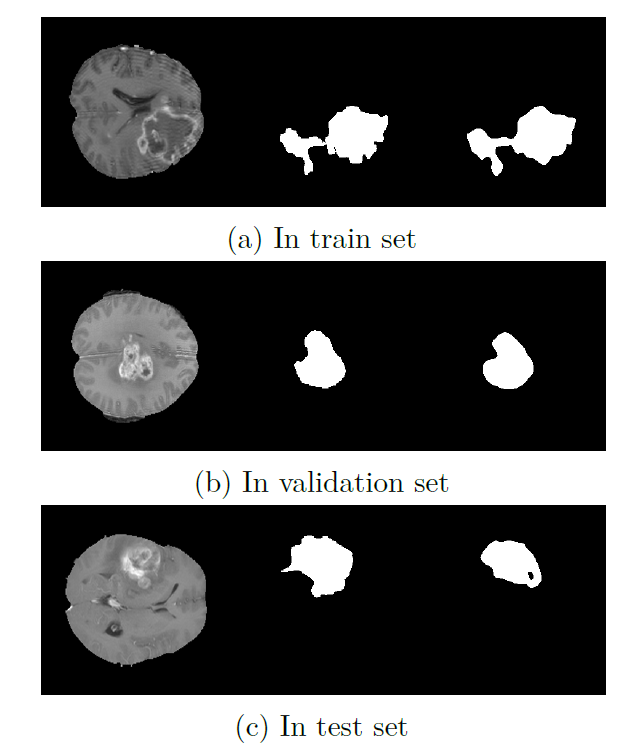 (a) In train set
(b) In validation set
(c) In test set